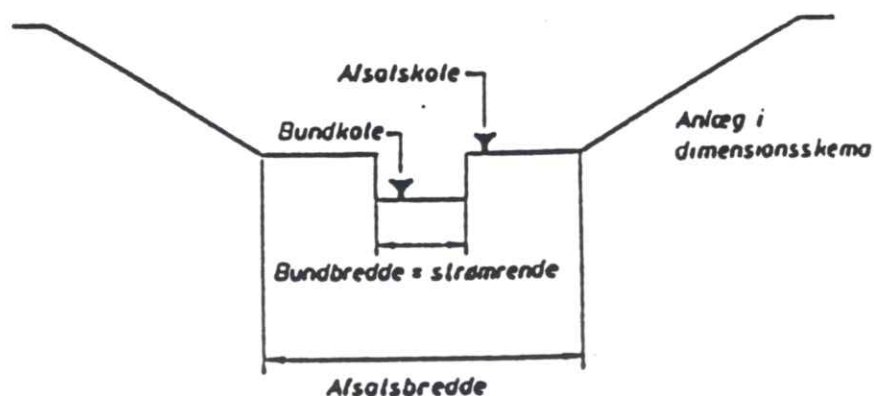 Afsatskote
Bundkote
Anlæg i
dimensionsskema
Bundbredde = strømrende
Afsatsbredde